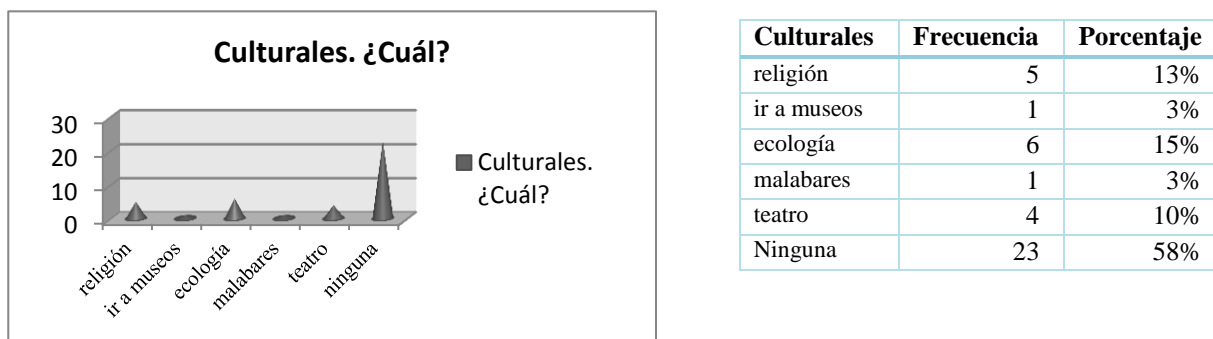 Culturales. ¿Cuál?
30
20
10
0
religión
ir a museos
ecología
malabares
teatro
ninguna
Culturales.
¿Cuál?
Culturales Frecuencia Porcentaje
religión 5 13%
ir a museos 1 3%
ecología 6 15%
malabares 1 3%
teatro 4 10%
Ninguna 23 58%